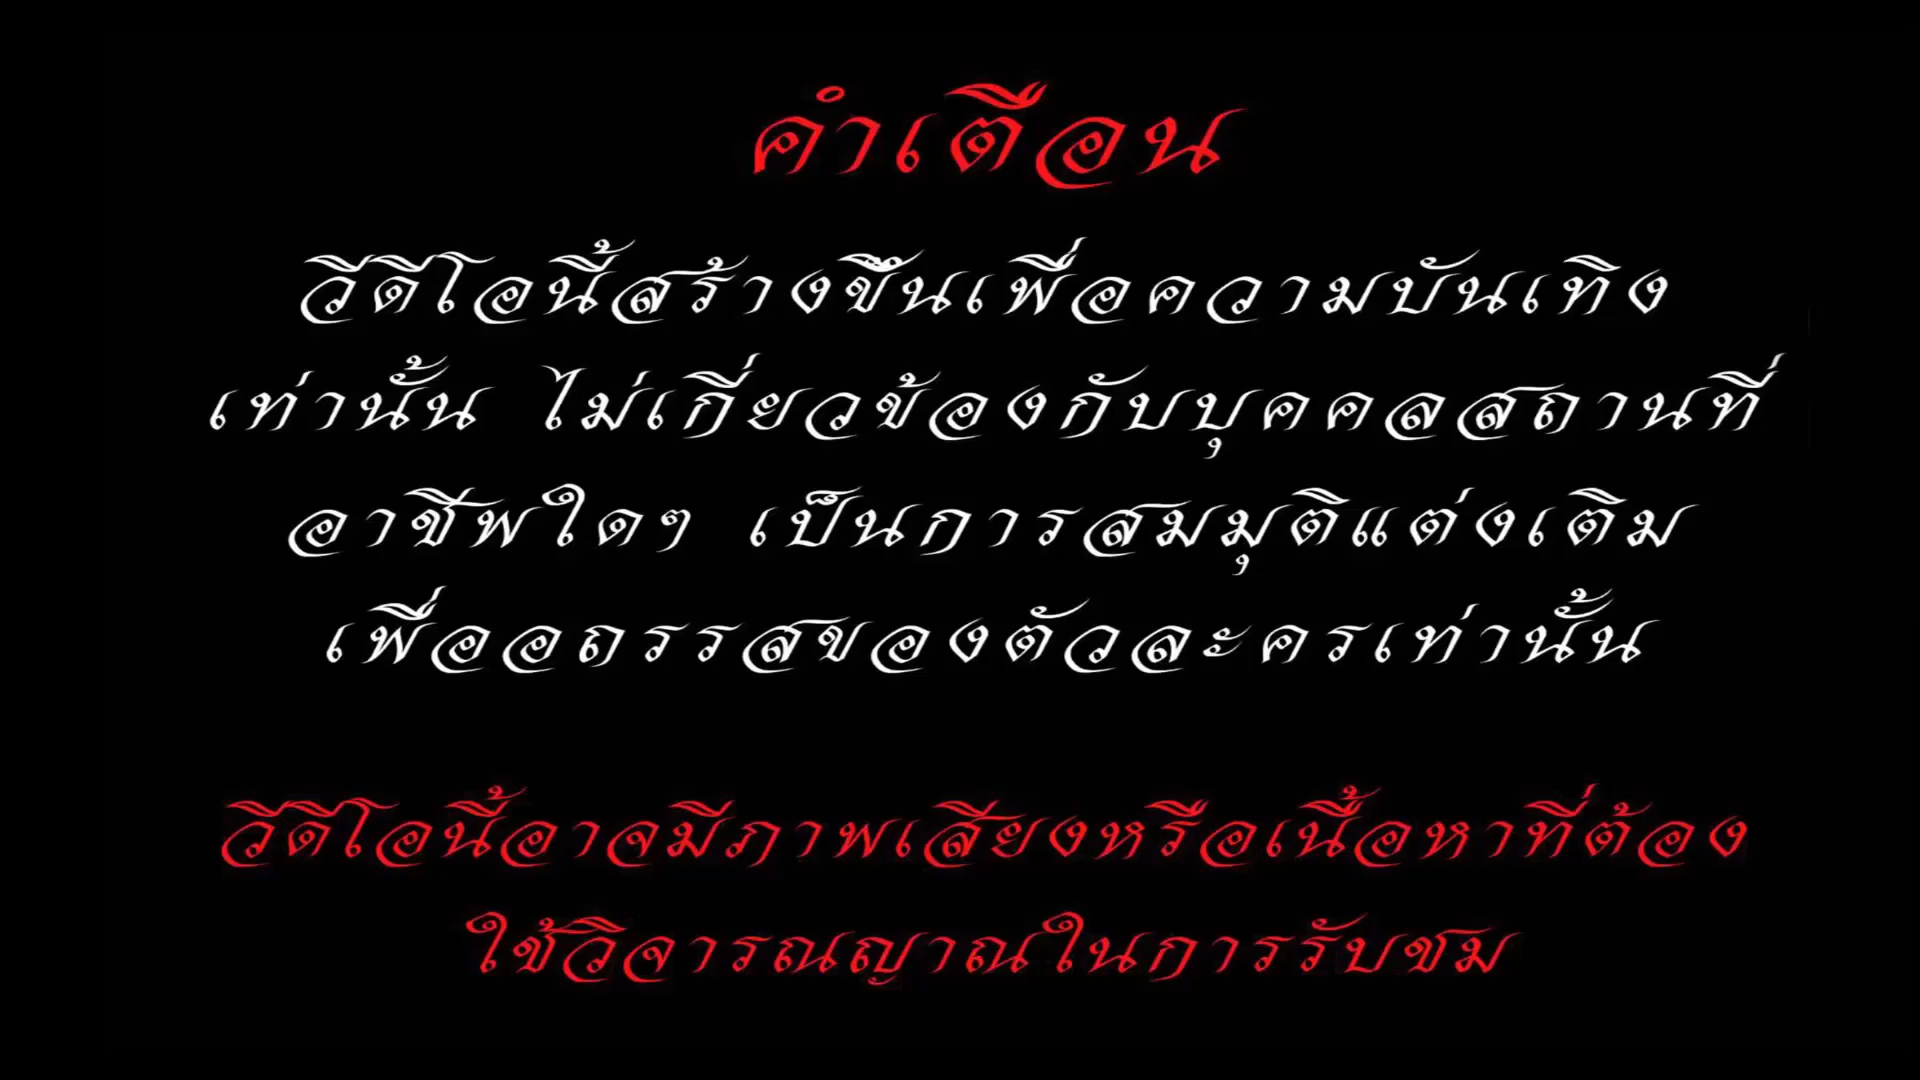 คำเตือน
วีดีโอนี้สร้างขึ้นเพื่อความบันเทิง
เท่านั้น ไม่เกี่ยวข้องกับบุคคลสถานที่
อาชีพใดๆ เป็นการสมมุติแต่งเติม
เพื่ออถรรสของตัวละครเท่านั้น
วีดีโอนี้อาจมีภาพเสียงหรือเนื้อหาที่ต้อง
ใช้วิจารณญาณในการรับชม